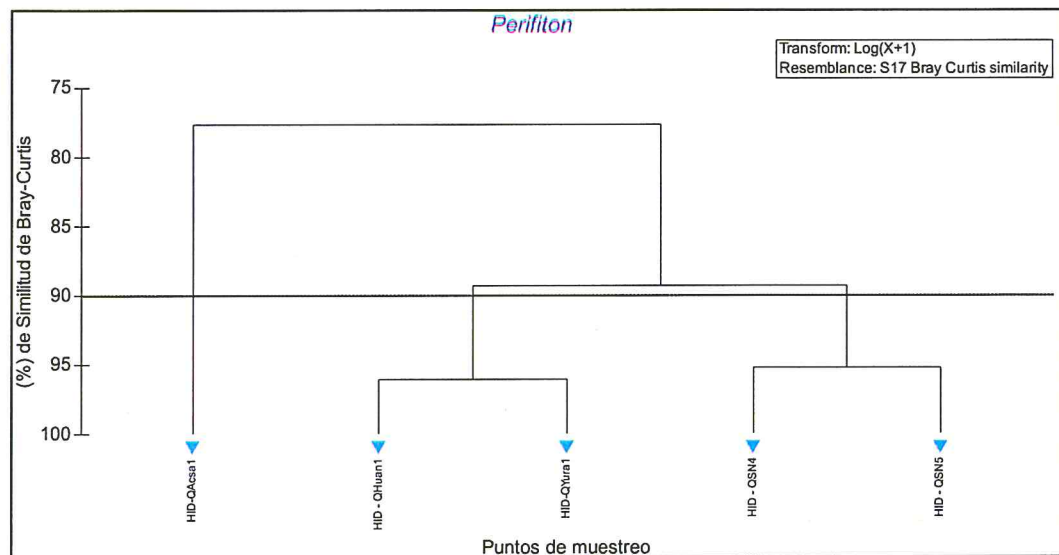 Perifiton
Transform: Log(X+1)
Resemblance: S17 Bray Curtis similarity
(%) de Similitud de Bray-Curtis
75
80
85
90
95
100
HID-QAcsa1
HID - QHuan1
HID-QYura1
HID - QSN4
HID - QSN5
Puntos de muestreo